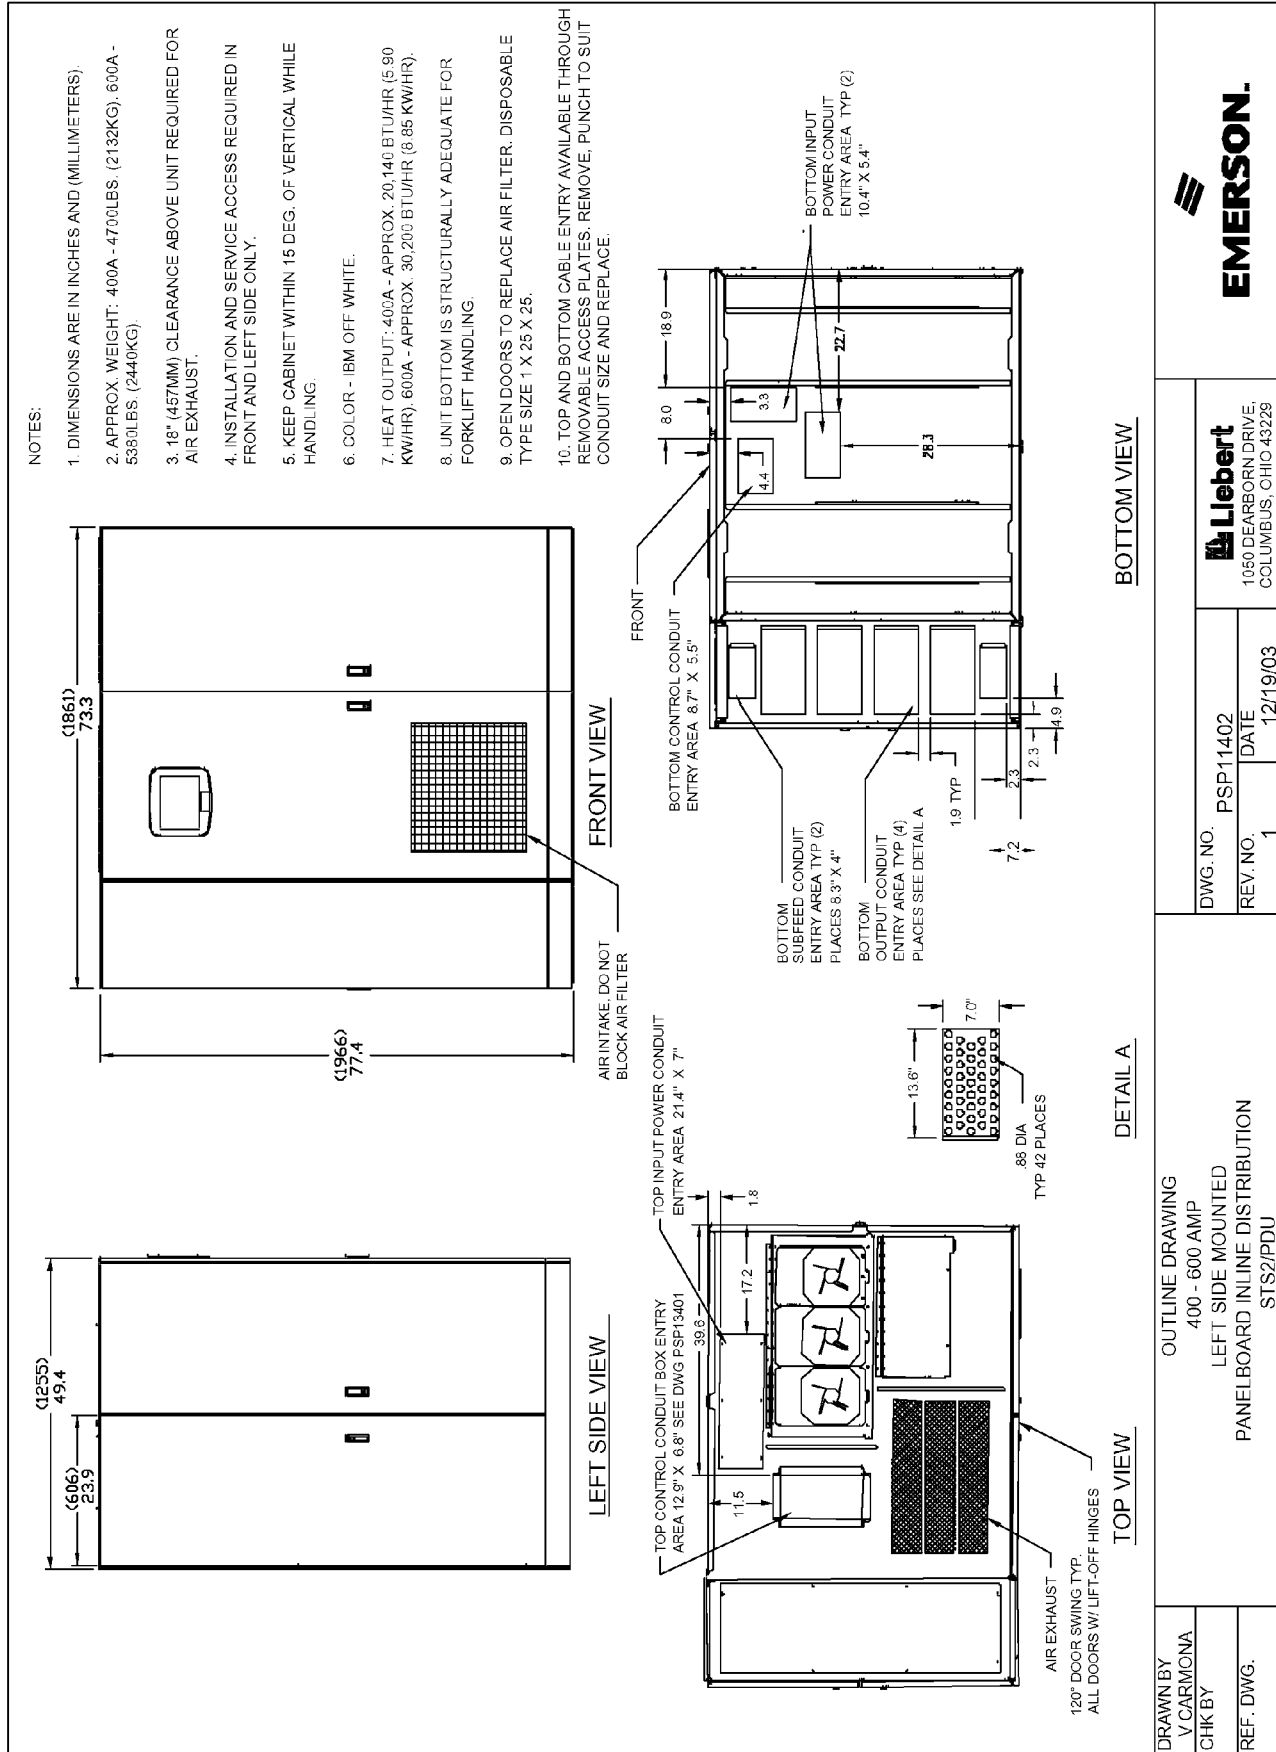 NOTES:
1. DIMENSIONS ARE IN INCHES AND (MILLIMETERS).
2. APPROX. WEIGHT: 400A - 4700LBS. (2132KG). 600A -
5380LBS. (2440KG).
3. 18" (457MM) CLEARANCE ABOVE UNIT REQUIRED FOR
AIR EXHAUST.
4. INSTALLATION AND SERVICE ACCESS REQUIRED IN
FRONT AND LEFT SIDE ONLY.
5. KEEP CABINET WITHIN 15 DEG. OF VERTICAL WHILE
HANDLING.
6. COLOR - IBM OFF WHITE.
7. HEAT OUTPUT: 400A - APPROX. 20,140 BTU/HR (5.90
KW/HR). 600A - APPROX. 30,200 BTU/HR (8.85 KW/HR).
8. UNIT BOTTOM IS STRUCTURALLY ADEQUATE FOR
FORKLIFT HANDLING.
9. OPEN DOORS TO REPLACE AIR FILTER. DISPOSABLE
TYPE SIZE 1 X 25 X 25.
10. TOP AND BOTTOM CABLE ENTRY AVAILABLE THROUGH
REMOVABLE ACCESS PLATES. REMOVE, PUNCH TO SUIT
CONDUIT SIZE AND REPLACE.
(1255)
49.4
(606)
23.9
LEFT SIDE VIEW
(1861)
73.3
(1966)
77.4
AIR INTAKE, DO NOT
BLOCK AIR FILTER
FRONT VIEW
TOP CONTROL CONDUIT BOX ENTRY
AREA 12.9" X 6.8" SEE DWG PSP13401
TOP INPUT POWER CONDUIT
ENTRY AREA 21.4" X 7"
39.6
17.2
1.8
11.5
AIR EXHAUST
120° DOOR SWING TYP.
ALL DOORS W/ LIFT-OFF HINGES
TOP VIEW
13.6"
7.0"
.88 DIA
TYP 42 PLACES
DETAIL A
FRONT
BOTTOM CONTROL CONDUIT
ENTRY AREA 8.7" X 5.5"
BOTTOM
SUBFEED CONDUIT
ENTRY AREA TYP (2)
PLACES 8.3" X 4"
BOTTOM
OUTPUT CONDUIT
ENTRY AREA TYP (4)
PLACES SEE DETAIL A
BOTTOM INPUT
POWER CONDUIT
ENTRY AREA TYP (2)
10.4" X 5.4"
8.0
18.9
4.4
3.3
22.7
28.3
1.9 TYP
7.2
2.3
2.3
4.9
BOTTOM VIEW
DRAWN BY
V CARMONA
CHK BY
REF. DWG.
OUTLINE DRAWING
400 - 600 AMP
LEFT SIDE MOUNTED
PANELBOARD INLINE DISTRIBUTION
STS2/PDU
DWG. NO.
PSP11402
REV. NO.
1
DATE
12/19/03
Liebert
1050 DEARBORN DRIVE,
COLUMBUS, OHIO 43229
EMERSON.